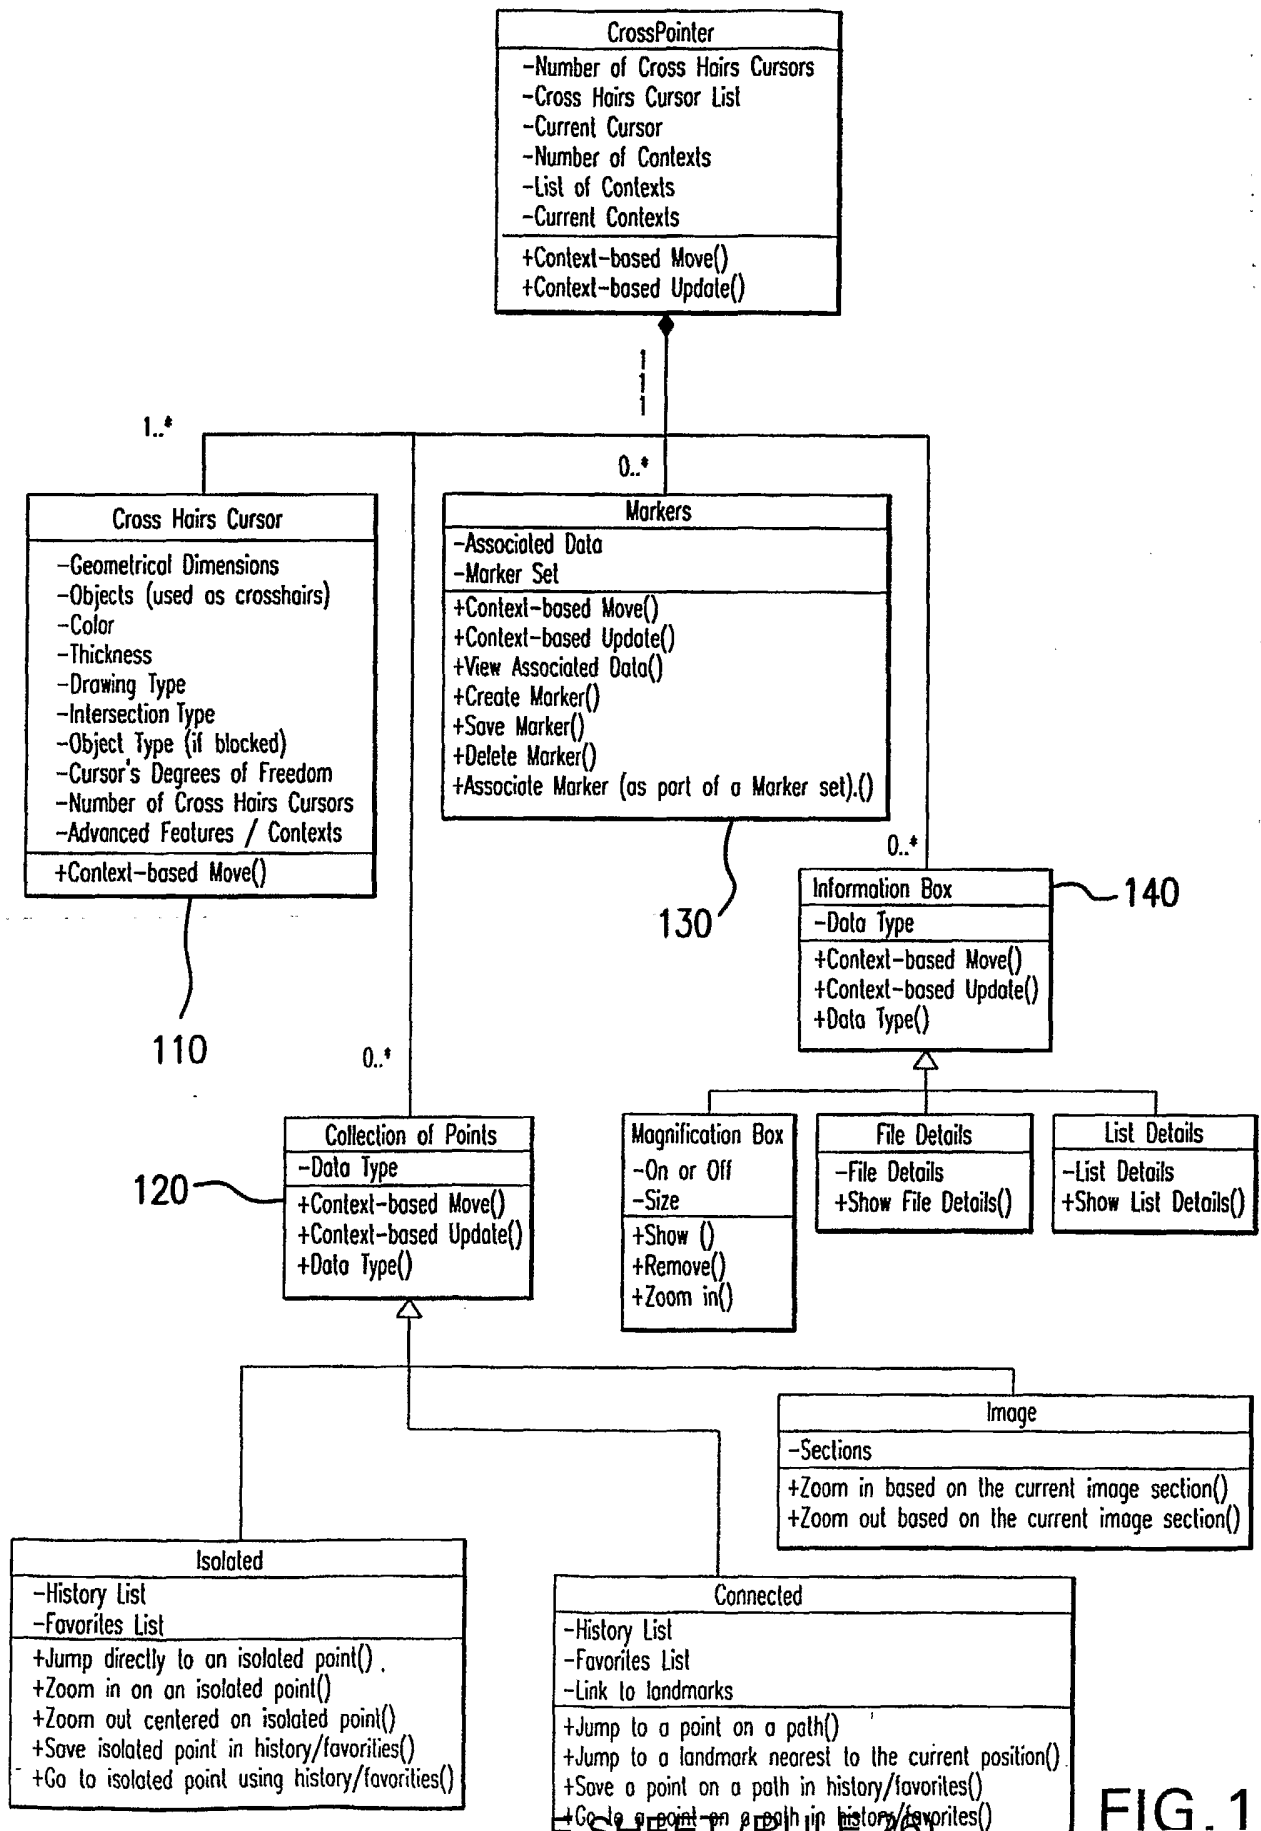 CrossPointer
-Number of Cross Hairs Cursors
-Cross Hairs Cursor List
-Current Cursor
-Number of Contexts
-List of Contexts
-Current Contexts
+Context-based Move()
+Context-based Update()
1..*
0..*
Cross Hairs Cursor
-Geometrical Dimensions
-Objects (used as crosshairs)
-Color
-Thickness
-Drawing Type
-Intersection Type
-Object Type (if blocked)
-Cursor's Degrees of Freedom
-Number of Cross Hairs Cursors
-Advanced Features / Contexts
+Context-based Move()
110
Markers
-Associated Data
-Marker Set
+Context-based Move()
+Context-based Update()
+View Associated Data()
+Create Marker()
+Save Marker()
+Delete Marker()
+Associate Marker (as part of a Marker set).()
130
0..*
Information Box
-Data Type
+Context-based Move()
+Context-based Update()
+Data Type()
140
0..*
Collection of Points
-Data Type
+Context-based Move()
+Context-based Update()
+Data Type()
120
Magnification Box
-On or Off
-Size
+Show ()
+Remove()
+Zoom in()
File Details
-File Details
+Show File Details()
List Details
-List Details
+Show List Details()
Image
-Sections
+Zoom in based on the current image section()
+Zoom out based on the current image section()
Isolated
-History List
-Favorites List
+Jump directly to an isolated point()
+Zoom in on an isolated point()
+Zoom out centered on isolated point()
+Save isolated point in history/favorities()
+Go to isolated point using history/favorities()
Connected
-History List
-Favorites List
-Link to landmarks
+Jump to a point on a path()
+Jump to a landmark nearest to the current position()
+Save a point on a path in history/favorites()
+Go to a point on a path in history/favorites()
FIG.1